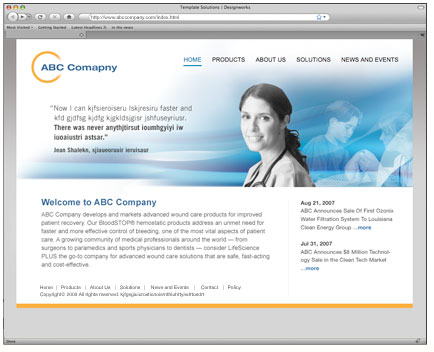 Template Solutions | Designworks
http://www.abccompany.com/index.html
Most Visited Getting Started Latest Headlines In the news
ABC Comapny
HOME PRODUCTS ABOUT US SOLUTIONS NEWS AND EVENTS
"Now I can kjfsieroiseru lskjresiru faster and
kfd gjdfsg kjdfg kjgkldsjgisr jshfuseyriusr.
There was never anythjtirsut ioumhgyiyi iw
iuoaiustri astsar."
Jean Shalekn,
Welcome to ABC Company
ABC Company develops and markets advanced wound care products for improved
patient recovery. Our BloodSTOP® hemostatic products address an unmet need for
faster and more effective control of bleeding, one of the most vital aspects of patient
care. A growing community of medical professionals around the world — from
surgeons to paramedics and sports physicians to dentists — consider LifeScience
PLUS the go-to company for advanced wound care solutions that are safe, fast-acting
and cost-effective.
Aug 21, 2007
ABC Announces Sale Of First Ozonix
Water Filtration System To Louisiana
Clean Energy Group ...more
Jul 31, 2007
ABC Announces $8 Million Technol-
ogy Sale in the Clean Tech Market
...more
Home | Products | About Us | Solutions | News and Events | Contact | Policy
Copyright© 2008 All rights reserved.